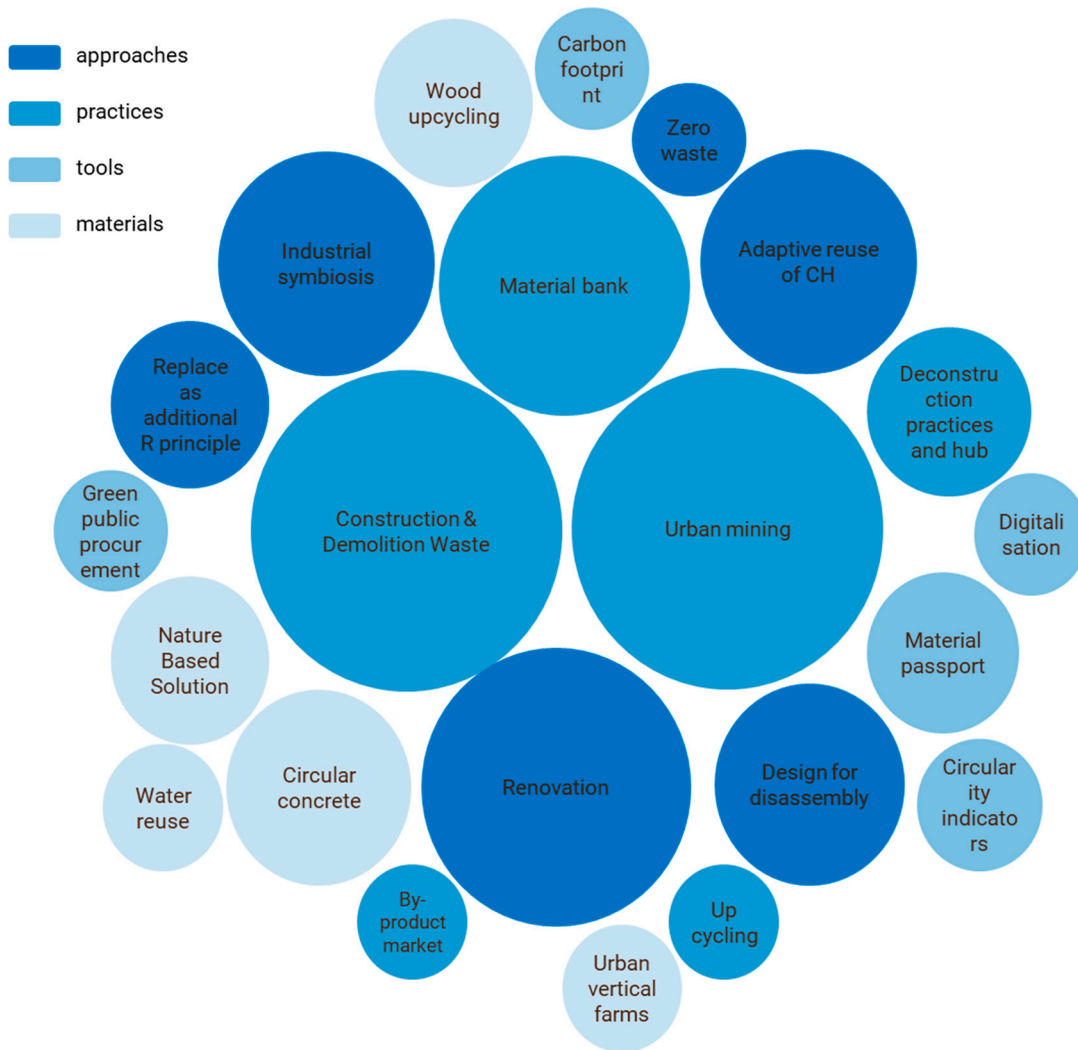 approaches
practices
tools
materials
Carbon
footpri
nt
Wood
upcycling
Zero
waste
Industrial
symbiosis
Material bank
Adaptive reuse
of CH
Replace
as
additional
R principle
Deconstru
ction
practices
and hub
Green
public
procur
ement
Construction &
Demolition Waste
Urban mining
Digitali
sation
Nature
Based
Solution
Material
passport
Water
reuse
Circular
concrete
Renovation
Design for
disassembly
Circular
ity
indicato
rs
By-
product
market
Up
cycling
Urban
vertical
farms